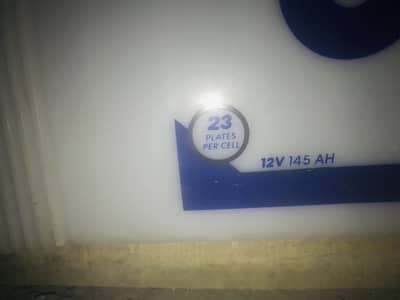 23
PLATES
PER CELL
12V 145 AH